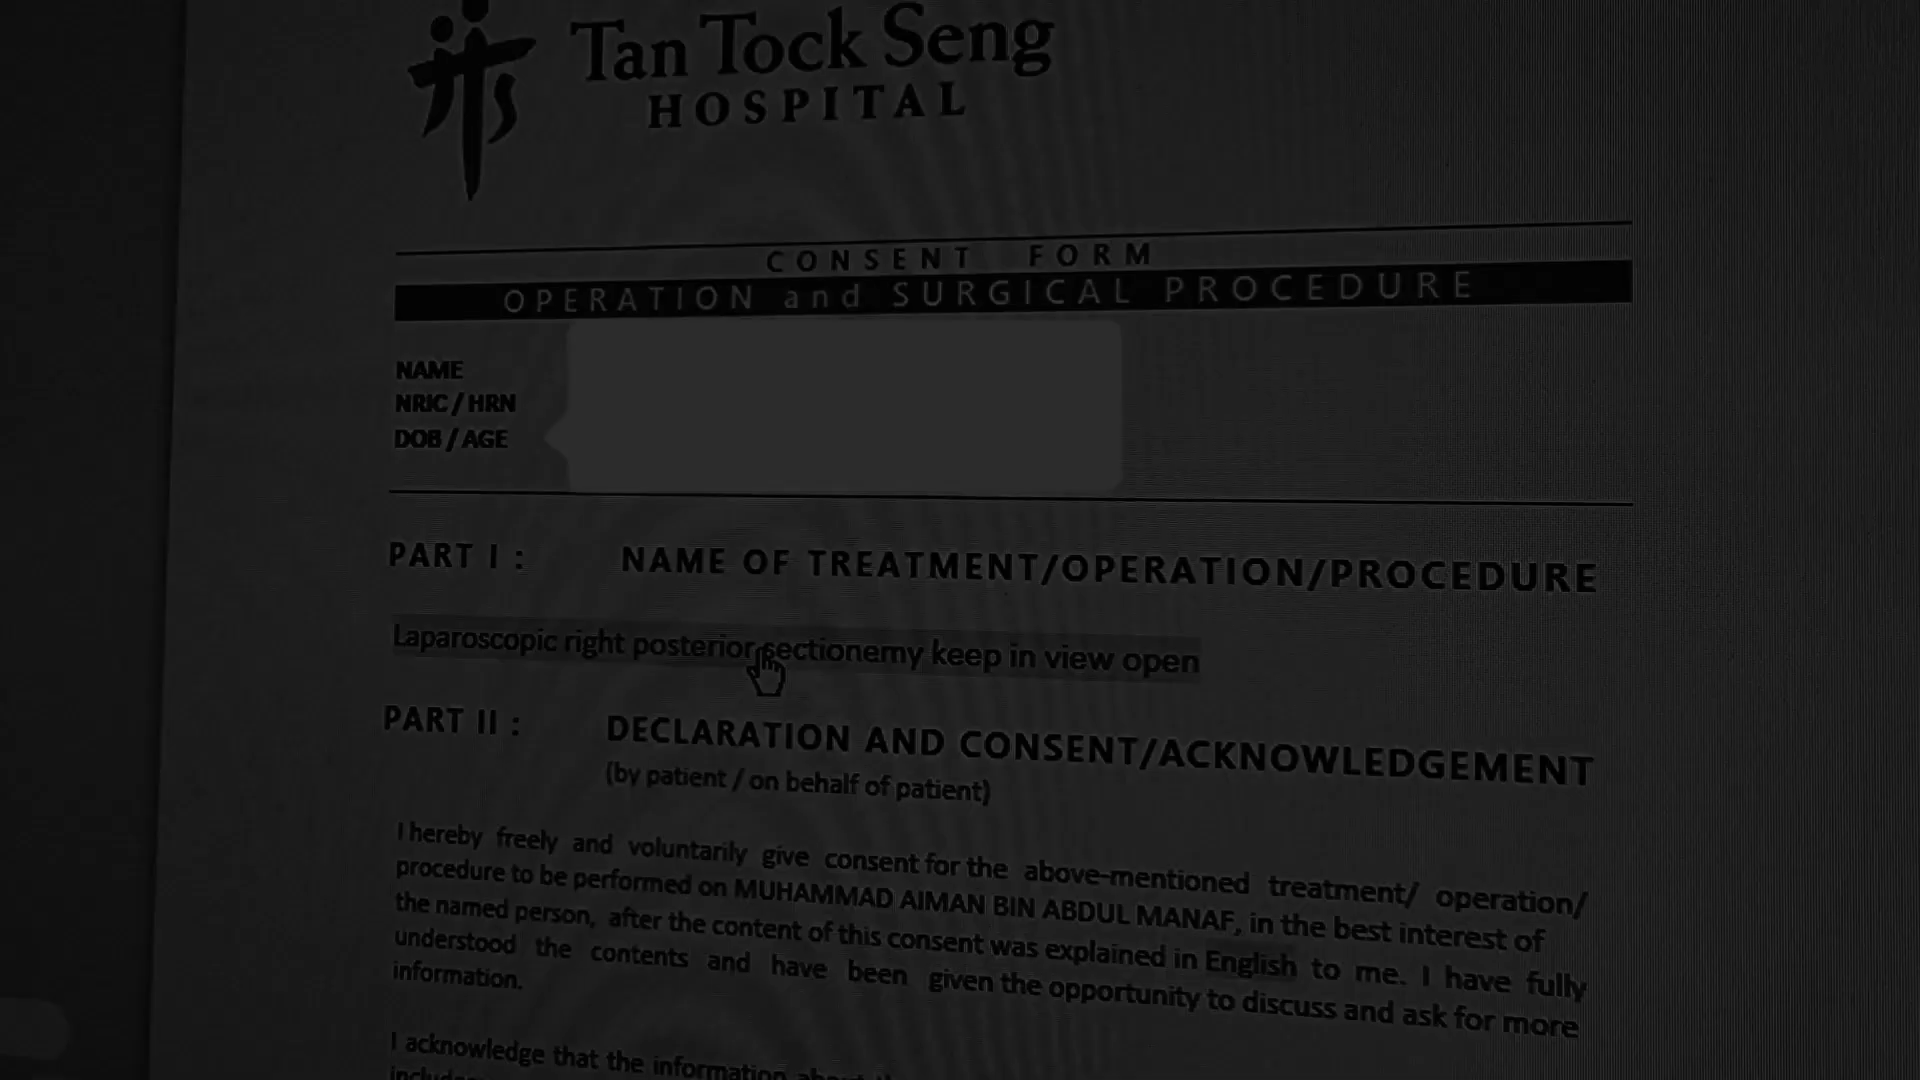 Tan Tock Seng
HOSPITAL
CONSENT FORM
OPERATION and SURGICAL PROCEDURE
NAME
NRIC / HRN
DOB / AGE
PART I : NAME OF TREATMENT/OPERATION/PROCEDURE
Laparoscopic right posterior sectionemy keep in view open
PART II : DECLARATION AND CONSENT/ACKNOWLEDGEMENT
(by patient / on behalf of patient)
I hereby freely and voluntarily give consent for the above-mentioned treatment/ operation/
procedure to be performed on MUHAMMAD AIMAN BIN ABDUL MANAF, in the best interest of
the named person, after the content of this consent was explained in English to me. I have fully
understood the contents and have been given the opportunity to discuss and ask for more
information.
I acknowledge that the information